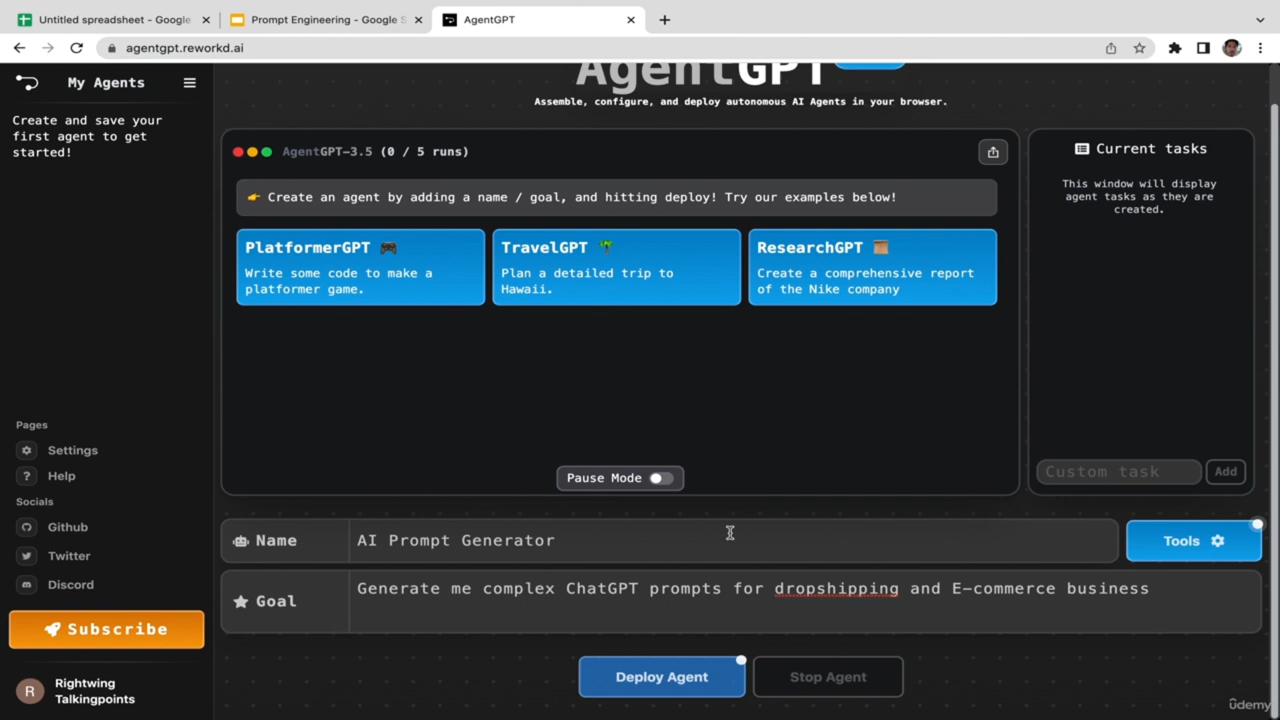 Untitled spreadsheet - Google
Prompt Engineering - Google S
AgentGPT
agentgpt.reworkd.ai
My Agents
Create and save your
first agent to get
started!
Pages
Settings
Help
Socials
Github
Twitter
Discord
Subscribe
R
Rightwing
Talkingpoints
AgentGPT
Assemble, configure, and deploy autonomous AI Agents in your browser.
AgentGPT-3.5 (0 / 5 runs)
👉 Create an agent by adding a name / goal, and hitting deploy! Try our examples below!
PlatformerGPT 🎮
Write some code to make a
platformer game.
TravelGPT 🌴
Plan a detailed trip to
Hawaii.
ResearchGPT 📜
Create a comprehensive report
of the Nike company
Pause Mode
Current tasks
This window will display
agent tasks as they are
created.
Custom task
Add
Name
AI Prompt Generator
Tools
Goal
Generate me complex ChatGPT prompts for dropshipping and E-commerce business
Deploy Agent
Stop Agent
ûdemy